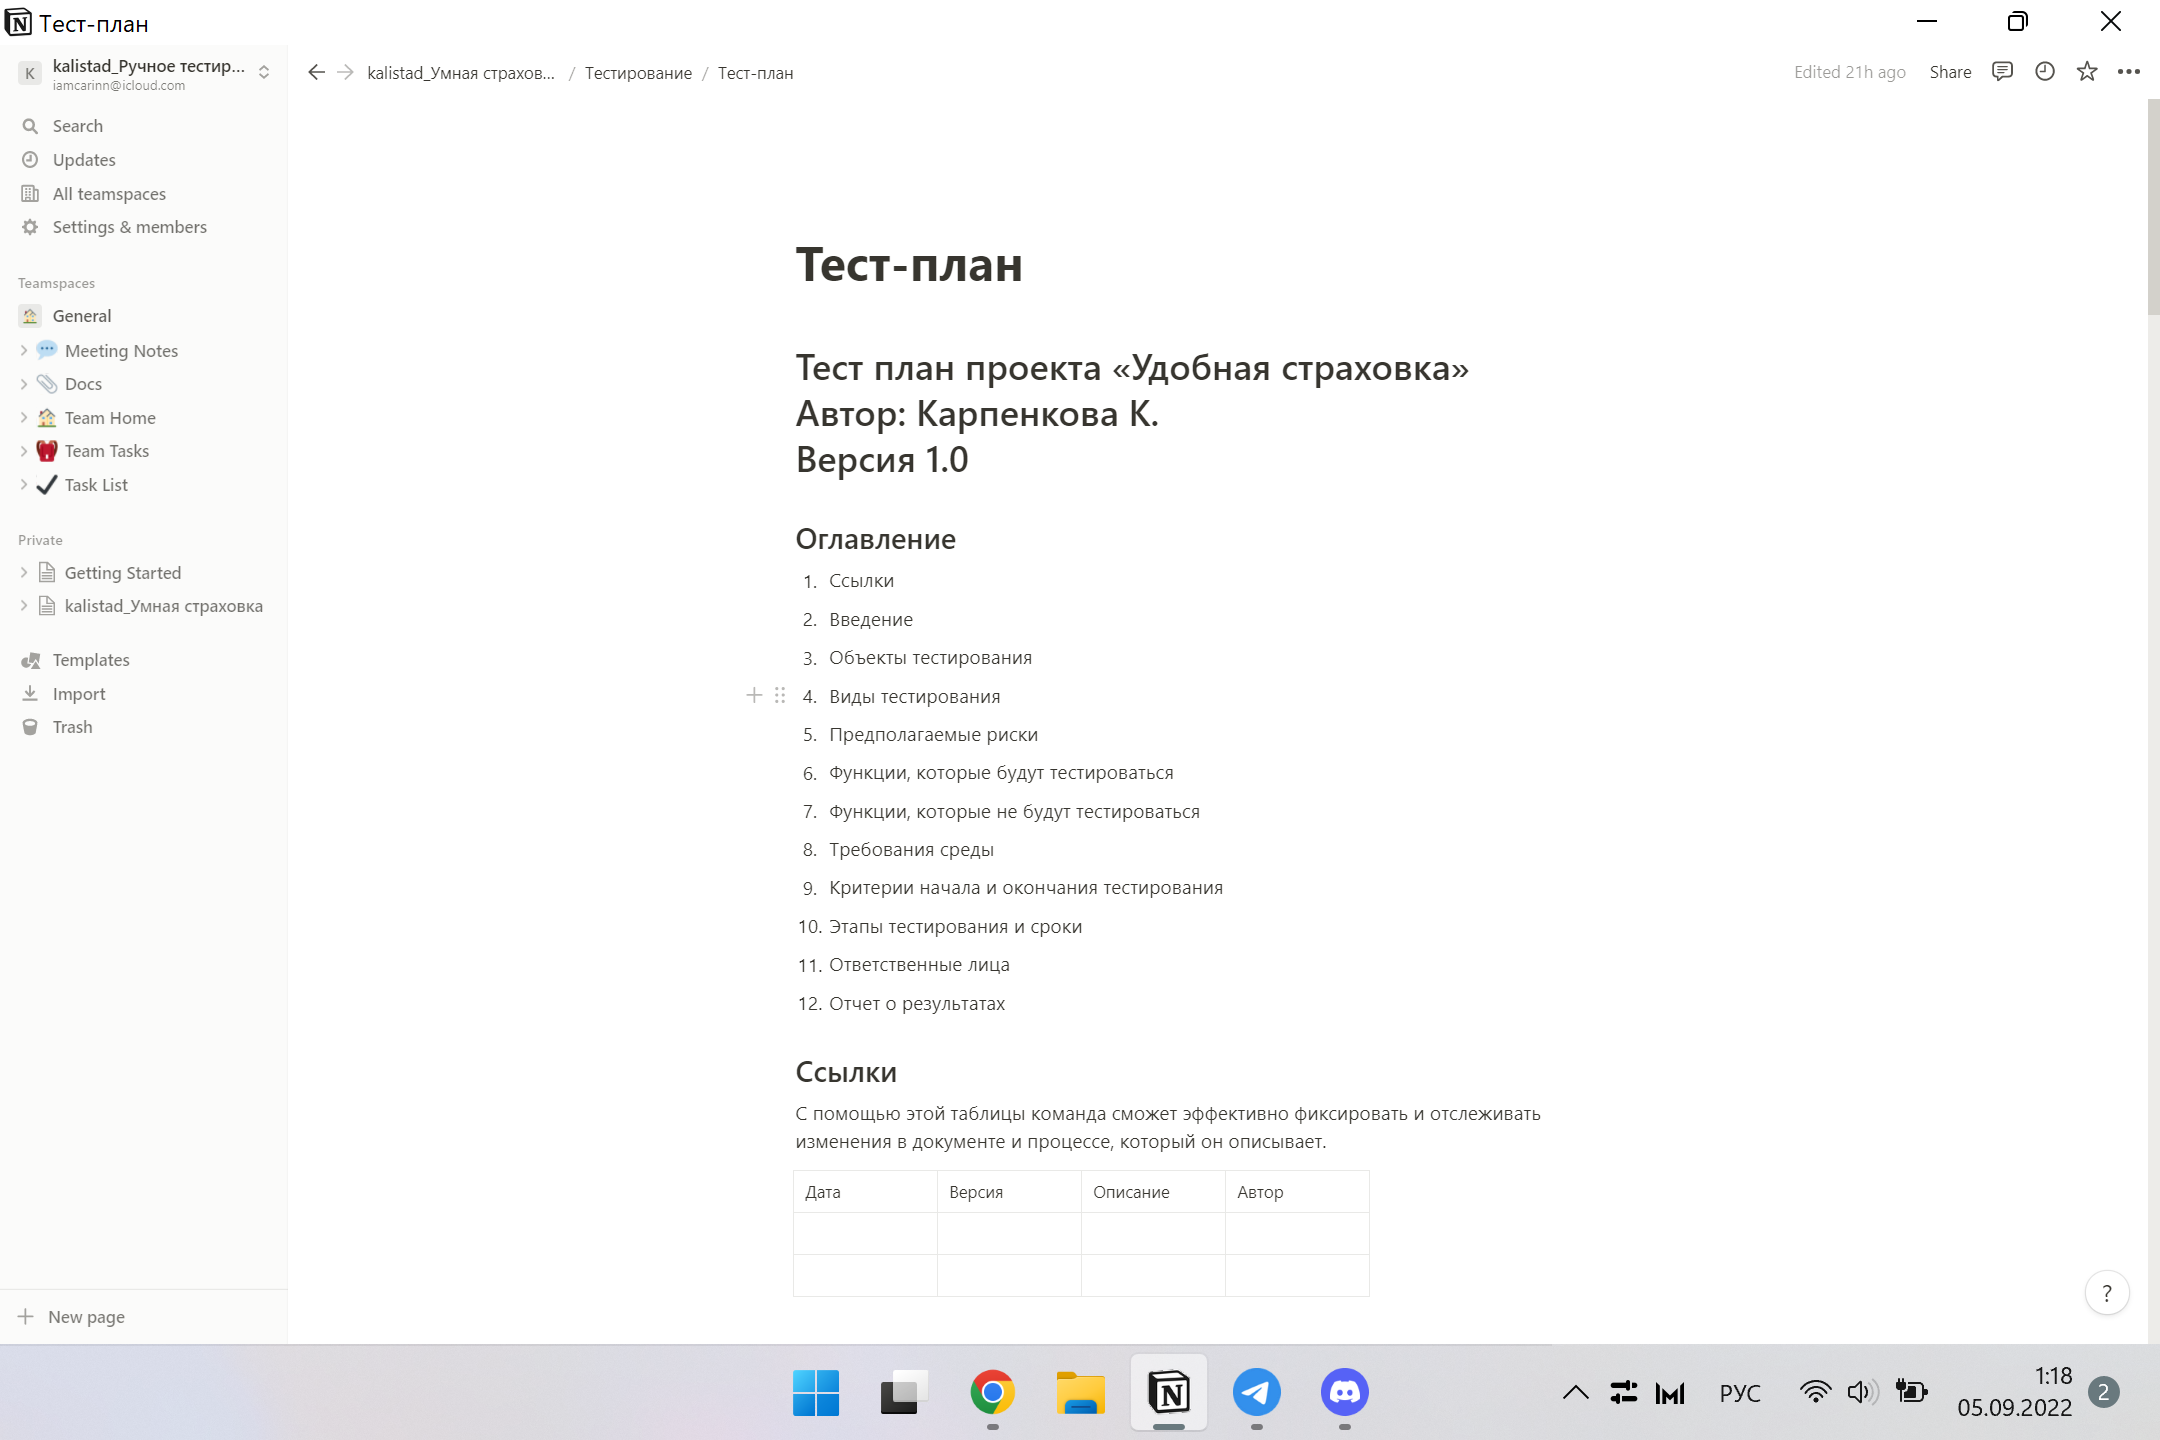 Тест-план
K
kalistad_Ручное тестир...
iamcarinn@icloud.com
Search
Updates
All teamspaces
Settings & members
Teamspaces
General
Meeting Notes
Docs
Team Home
Team Tasks
Task List
Private
Getting Started
kalistad_Умная страховка
Templates
Import
Trash
New page
kalistad_Умная страхов... / Тестирование / Тест-план
Edited 21h ago Share
Тест-план
Тест план проекта «Удобная страховка»
Автор: Карпенкова К.
Версия 1.0
Оглавление
1. Ссылки
2. Введение
3. Объекты тестирования
4. Виды тестирования
5. Предполагаемые риски
6. Функции, которые будут тестироваться
7. Функции, которые не будут тестироваться
8. Требования среды
9. Критерии начала и окончания тестирования
10. Этапы тестирования и сроки
11. Ответственные лица
12. Отчет о результатах
Ссылки
С помощью этой таблицы команда сможет эффективно фиксировать и отслеживать
изменения в документе и процессе, который он описывает.
Дата Версия Описание Автор
?
РУС
1:18
05.09.2022
2